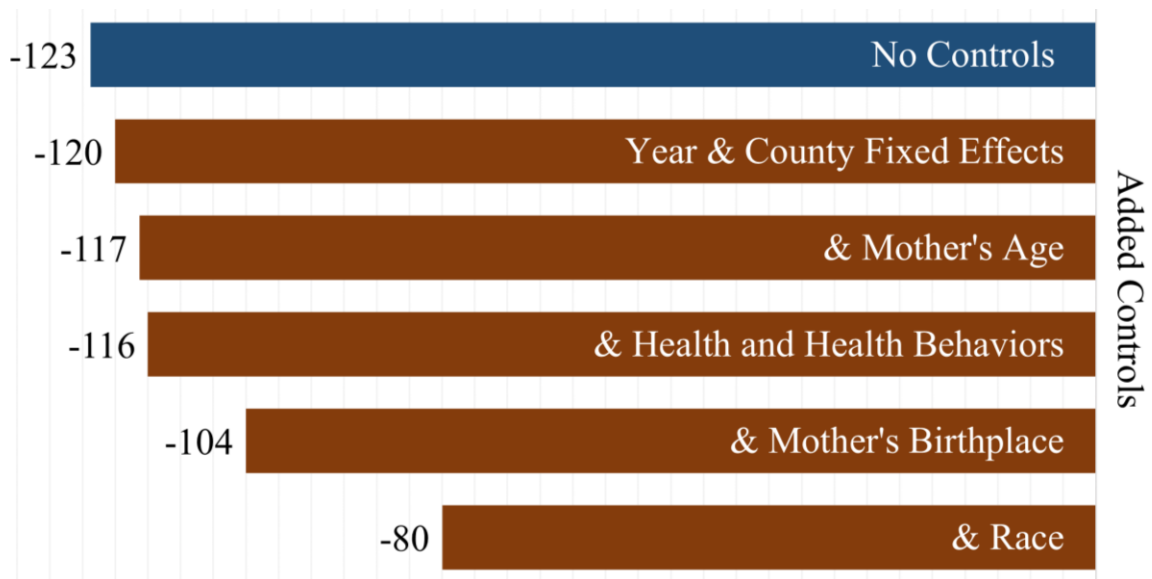 -123 No Controls
-120 Year & County Fixed Effects
-117 & Mother's Age
-116 & Health and Health Behaviors
-104 & Mother's Birthplace
-80 & Race
Added Controls